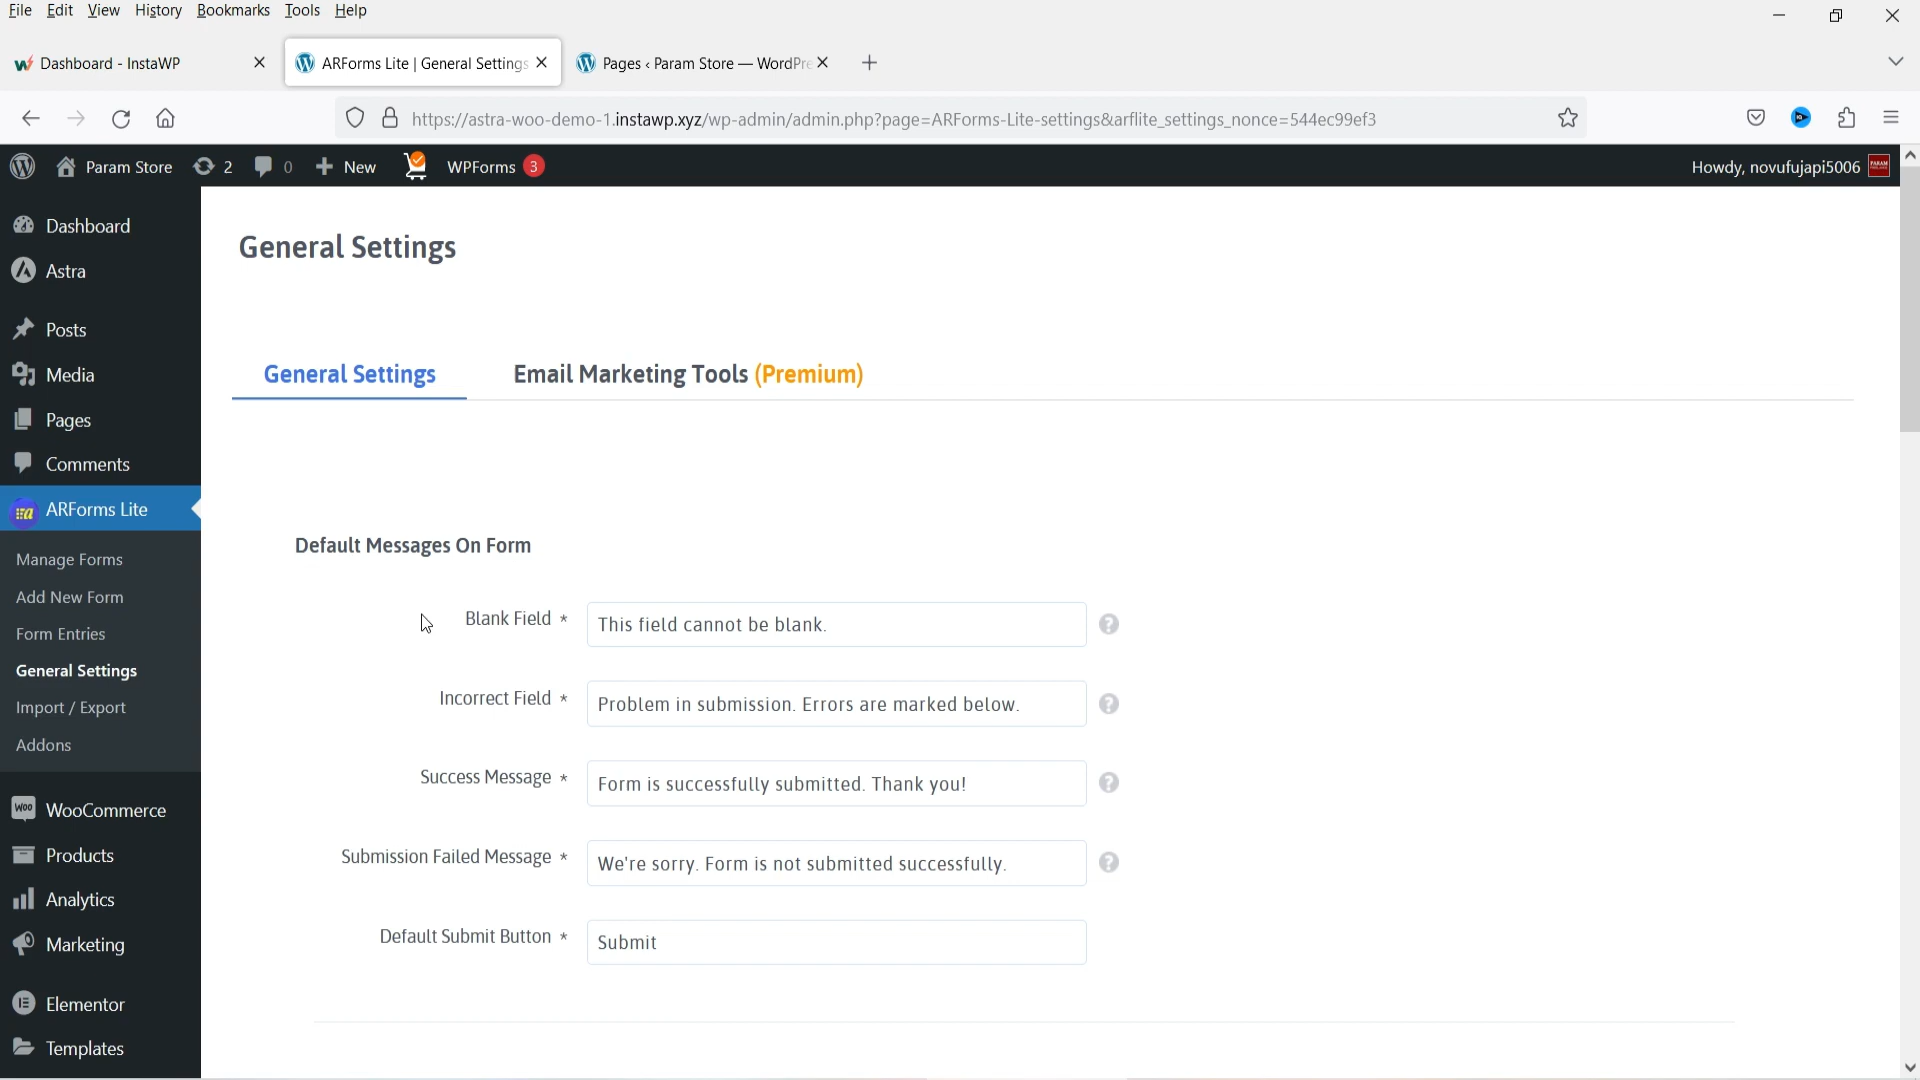 File Edit View History Bookmarks Tools Help
Dashboard - InstaWP
ARForms Lite | General Settings
Pages ‹ Param Store — WordPre
https://astra-woo-demo-1.instawp.xyz/wp-admin/admin.php?page=ARForms-Lite-settings&arflite_settings_nonce=544ec99ef3
Param Store 2 0 New WPForms 3 Howdy, novufujapi5006
Dashboard
Astra
Posts
Media
Pages
Comments
ARForms Lite
Manage Forms
Add New Form
Form Entries
General Settings
Import / Export
Addons
WooCommerce
Products
Analytics
Marketing
Elementor
Templates
General Settings
General Settings Email Marketing Tools (Premium)
Default Messages On Form
Blank Field * This field cannot be blank. ?
Incorrect Field * Problem in submission. Errors are marked below. ?
Success Message * Form is successfully submitted. Thank you! ?
Submission Failed Message * We're sorry. Form is not submitted successfully. ?
Default Submit Button * Submit